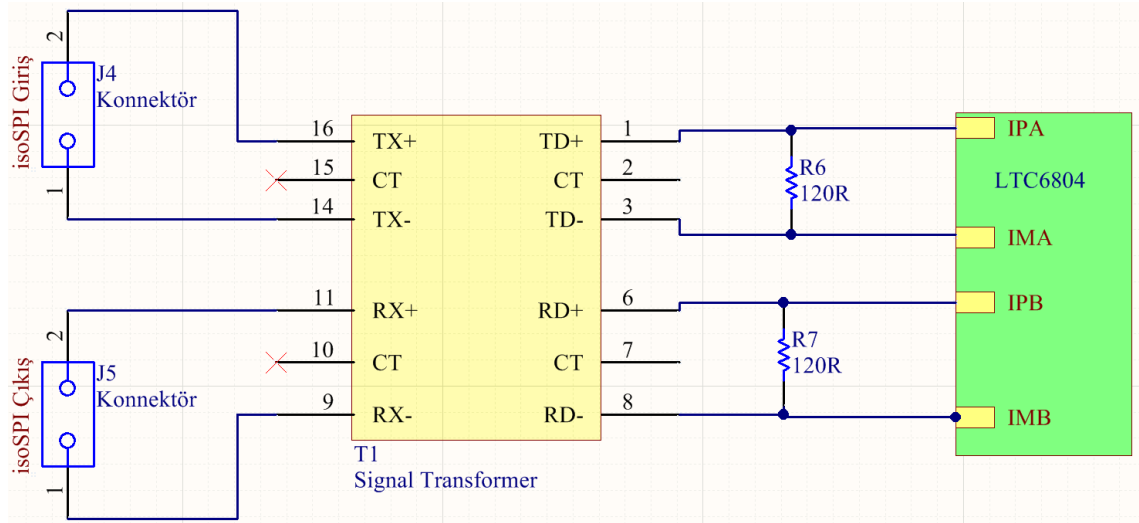 isoSPI Giriş
2
J4
Konnektör
1
16
TX+
15
CT
14
TX-
11
RX+
10
CT
9
RX-
TD+
1
CT
2
TD-
3
RD+
6
CT
7
RD-
8
T1
Signal Transformer
isoSPI Çıkış
2
J5
Konnektör
1
R6
120R
R7
120R
IPA
LTC6804
IMA
IPB
IMB